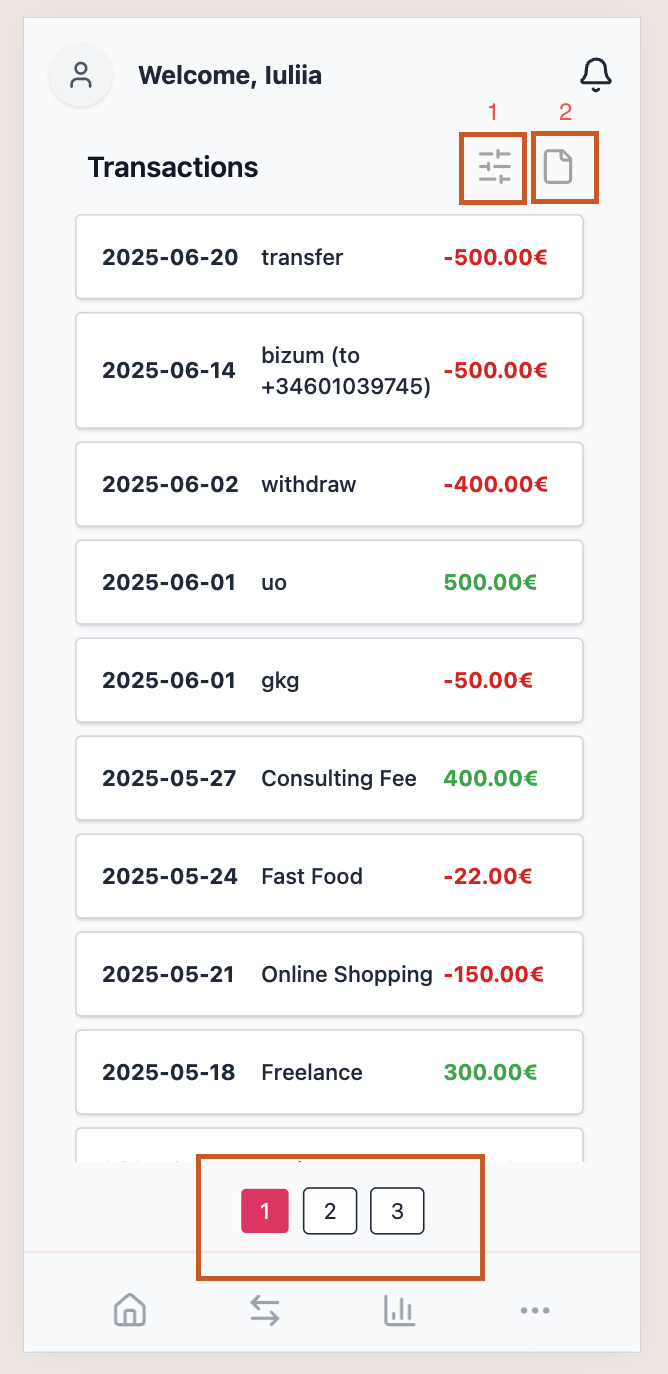 Welcome, Iuliia
1 2
Transactions
2025-06-20 transfer -500.00€
bizum (to
2025-06-14 +34601039745) -500.00€
2025-06-02 withdraw -400.00€
2025-06-01 uo 500.00€
2025-06-01 gkg -50.00€
2025-05-27 Consulting Fee 400.00€
2025-05-24 Fast Food -22.00€
2025-05-21 Online Shopping -150.00€
2025-05-18 Freelance 300.00€
1 2 3